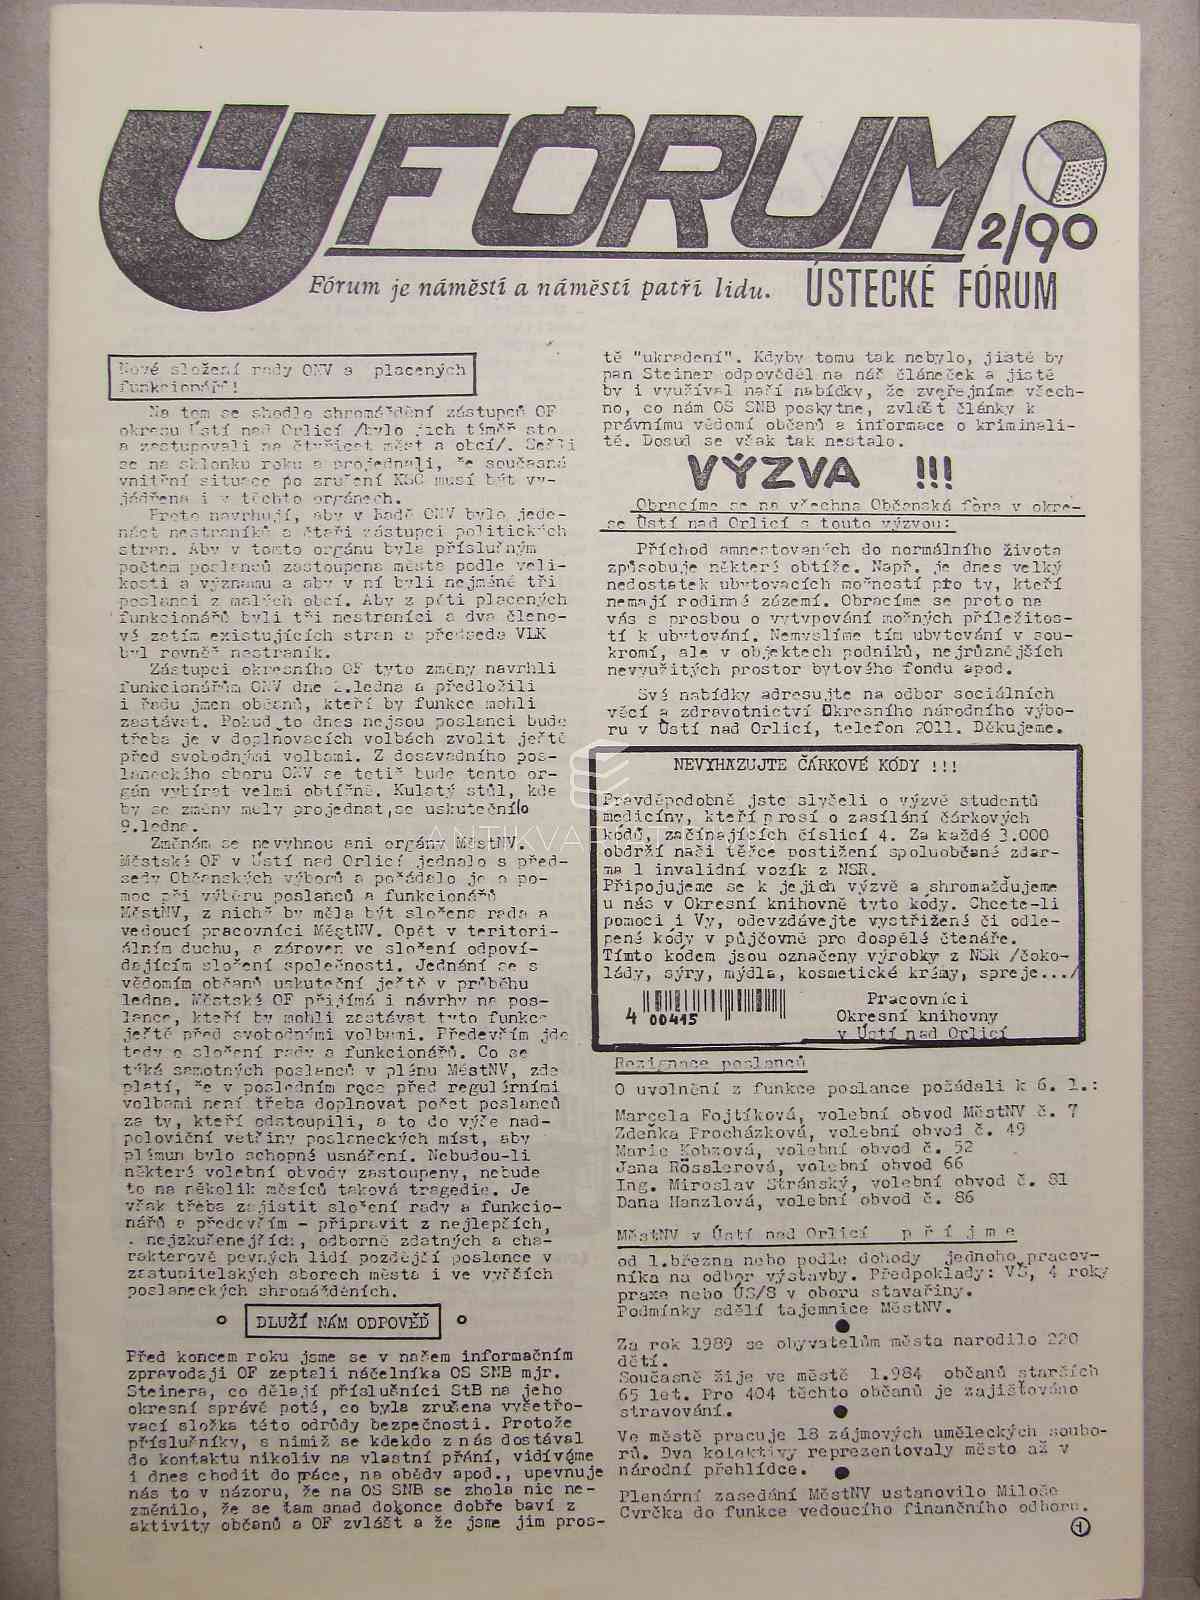 ÚFÓRUM
2/90
Fórum je náměstí a náměstí patří lidu.
ÚSTECKÉ FÓRUM
Nové složení rady ONV a placených
funkcionářů!
Na tom se shodlo shromáždění zástupců OF
okresu Ústí nad Orlicí /bylo jich téměř sto
a zastupovali na čtyřicet měst a obcí/. Sešli
se na sklonku roku a projednali, že současná
vnitřní situace po zrušení KSČ musí být vy-
jádřena i v těchto orgánech.
Proto navrhují, aby v Radě ONV bylo jede-
náct nestraníků a čtyři zástupci politických
stran. Aby v tomto orgánu byla příslušným
počtem poslanců zastoupena města podle veli-
kosti a významu a aby v ní byli nejméně tři
poslanci z malých obcí. Aby z pěti placených
funkcionářů byli tři nestraníci a dva členo-
vé zatím existujících stran a předseda VLK
byl rovněž nestraník.
Zástupci okresního OF tyto změny navrhli
funkcionářům ONV dne 2.ledna a předložili
i řadu jmen občanů, kteří by funkce mohli
zastávat. Pokud to dnes nejsou poslanci bude
třeba je v doplňovacích volbách zvolit ještě
před svobodnými volbami. Z dosavadního pos-
laneckého sboru ONV se totiž bude tento or-
gán vybírat velmi obtížně. Kulatý stůl, kde
by se změny měly projednat,se uskutečnílo
9.ledna.
Změnám se nevyhnou ani orgány MěstNV.
Městské OF v Ústí nad Orlicí jednalo s před-
sedy Občanských výborů a požádalo je o po-
moc při výběru poslanců a funkcionářů
MěstNV, z nichž by měla být složena rada a
vedoucí pracovníci MěstNV. Opět v teritori-
álním duchu, a zároveň ve složení odpoví-
dajícím složení společnosti. Jednání se s
vědomím občanů uskuteční ještě v průběhu
ledna. Městské OF přijímá i návrhy na pos-
lance, kteří by mohli zastávat tyto funkce
ještě před svobodnými volbami. Především jde
tedy o složení rady a funkcionářů. Co se
týká samotných poslanců v plénu MěstNV, zde
platí, že v posledním roce před regulérními
volbami není třeba doplnovat počet poslanců
za ty, kteří odstoupili, a to do výše nad-
poloviční vetřiny poslaneckých míst, aby
plénum bylo schopné usnášení. Nebudou-li
některé volební obvody zastoupeny, nebude
to na několik měsíců taková tragedie. Je
však třeba zajistit složení rady a funkcio-
nářů a především - připravit z nejlepších,
nejzkušenějších, odborně zdatných a cha-
rakterově pevných lidí pozdější poslance v
zastupitelských sborech města i ve vyšších
poslaneckých shromážděních.
DLUŽÍ NÁM ODPOVĚĎ
Před koncem roku jsme se v našem informačním
zpravodaji OF zeptali náčelníka OS SNB mjr.
Steinera, co dělají příslušníci StB na jeho
okresní správě poté, co byla zrušena vyšetřo-
vací složka této odrůdy bezpečnosti. Protože
příslušníky, s nimiž se kdekdo z nás dostával
do kontaktu nikoliv na vlastní přání, vidíváme
i dnes chodit do práce, na obědy apod., upevnuje
nás to v názoru, že na OS SNB se zhola nic ne-
změnilo, že se tam snad dokonce dobře baví z
aktivity občanů a OF zvlášt a že jsme jim pros-
tě "ukradení". Kdyby tomu tak nebylo, jistě by
pan Steiner odpověděl na náš článeček a jistě
by i využíval naší nabídky, že zveřejníme všech-
no, co nám OS SNB poskytne, zvlášt články k
právnímu vědomí občanů a informace o kriminali-
tě. Dosud se však tak nestalo.
VÝZVA !!!
Obracíme se na všechna Občanská fóra v okre-
se Ústí nad Orlicí s touto výzvou:
Příchod amnestovaných do normálního života
způsobuje některé obtíže. Např. je dnes velký
nedostatek ubytovacích možností pto ty, kteří
nemají rodinné zázemí. Obracíme se proto na
vás s prosbou o vytypování možných příležitos-
tí k ubytování. Nemyslíme tím ubytování v sou-
kromí, ale v objektech podniků, nejrůznějších
nevyužitých prostor bytového fondu apod.
Své nabídky adresujte na odbor sociálních
věcí a zdravotnictví Okresního národního výbo-
ru v Ústí nad Orlicí, telefon 2011. Děkujeme.
NEVYHAZUJTE ČÁRKOVÉ KÓDY !!!
Pravděpodobně jste slyčeli o výzvě studentů
medicíny, kteří prosí o zasílání čárkových
kódů, začínajících číslicí 4. Za každé 3.000
obdrží naši těžce postižení spoluobčané zdar-
ma 1 invalidní vozík z NSR.
Připojujeme se k jejich výzvě a shromažďujeme
u nás v Okresní knihovně tyto kódy. Chcete-li
pomoci i Vy, odevzdávejte vystřižené či odle-
pené kódy v půjčovně pro dospělé čtenáře.
Tímto kodem jsou označeny výrobky z NSR /čoko-
lády, sýry, mýdla, kosmetické krémy, spreje.../
4 00415
Pracovníci
Okresní knihovny
v Ústí nad Orlicí
Rezignace poslanců
O uvolnění z funkce poslance požádali k 6. 1.:
Marcela Fojtíková, volební obvod MěstNV č. 7
Zdeňka Procházková, volební obvod č. 49
Marie Kobzová, volební obvod č. 52
Jana Rösslerová, volební obvod 66
Ing. Miroslav Stránský, volební obvod č. 81
Dana Hanzlová, volební obvod č. 86
MěstNV v Ústí nad Orlicí p ř i j m e
od 1.března nebo podle dohody jednoho pracov-
níka na odbor výstavby. Předpoklady: VŠ, 4 roky
praxe nebo ÚS/8 v oboru stavařiny.
Podmínky sdělí tajemnice MěstNV.
Za rok 1989 se obyvatelům města narodilo 220
dětí.
Současně žije ve městě 1.984 občanů starších
65 let. Pro 404 těchto občanů je zajišťováno
stravování.
Ve městě pracuje 18 zájmových uměleckých soubo-
rů. Dva kolektivy reprezentovaly město až v
národní přehlídce.
Plenární zasedání MěstNV ustanovilo Miloše
Cvrčka do funkce vedoucího finančního odboru.
1